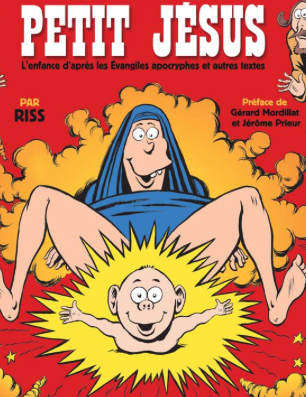 PETIT JÉSUS
L'enfance d'après les Évangiles apocryphes et autres textes
PAR
RISS
Préface de
Gérard Mordillat
et Jérôme Prieur